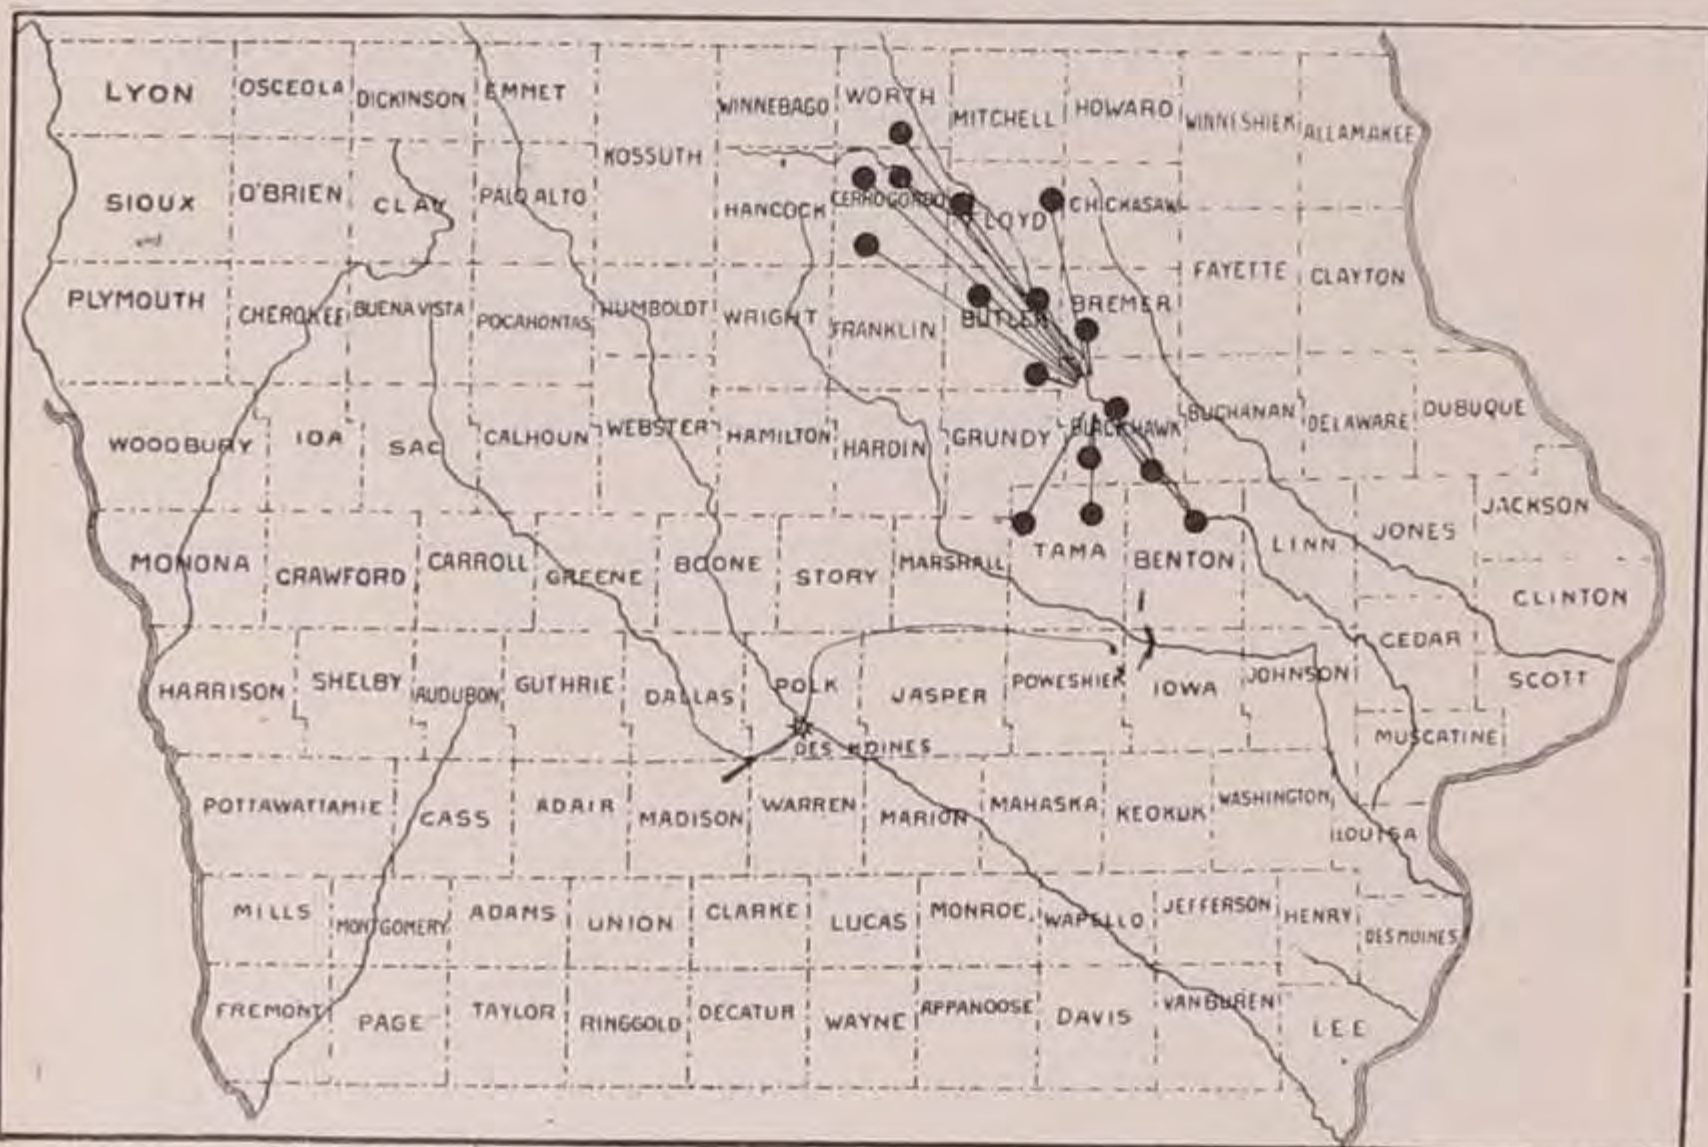 LYON OSCEOLA DICKINSON EMMET WINNEBAGO WORTH MITCHELL HOWARD WINNESHIEK ALLAMAKEE
KOSSUTH
SIOUX O'BRIEN CLAY PALO ALTO HANCOCK CERROGORDO FLOYD CHICKASAW
PLYMOUTH CHEROKEE BUENA VISTA POCAHONTAS HUMBOLDT WRIGHT FRANKLIN BUTLER BREMER FAYETTE CLAYTON
WOODBURY IDA SAC CALHOUN WEBSTER HAMILTON HARDIN GRUNDY BLACK HAWK BUCHANAN DELAWARE DUBUQUE
MONONA CRAWFORD CARROLL GREENE BOONE STORY MARSHALL TAMA BENTON LINN JONES JACKSON
CLINTON
CEDAR
HARRISON SHELBY AUDUBON GUTHRIE DALLAS POLK JASPER POWESHIEK IOWA JOHNSON SCOTT
DES MOINES MUSCATINE
POTTAWATTAMIE CASS ADAIR MADISON WARREN MARION MAHASKA KEOKUK WASHINGTON LOUISA
MILLS MONTGOMERY ADAMS UNION CLARKE LUCAS MONROE WAPELLO JEFFERSON HENRY DES MOINES
FREMONT PAGE TAYLOR RINGGOLD DECATUR WAYNE APPANOOSE DAVIS VAN BUREN LEE